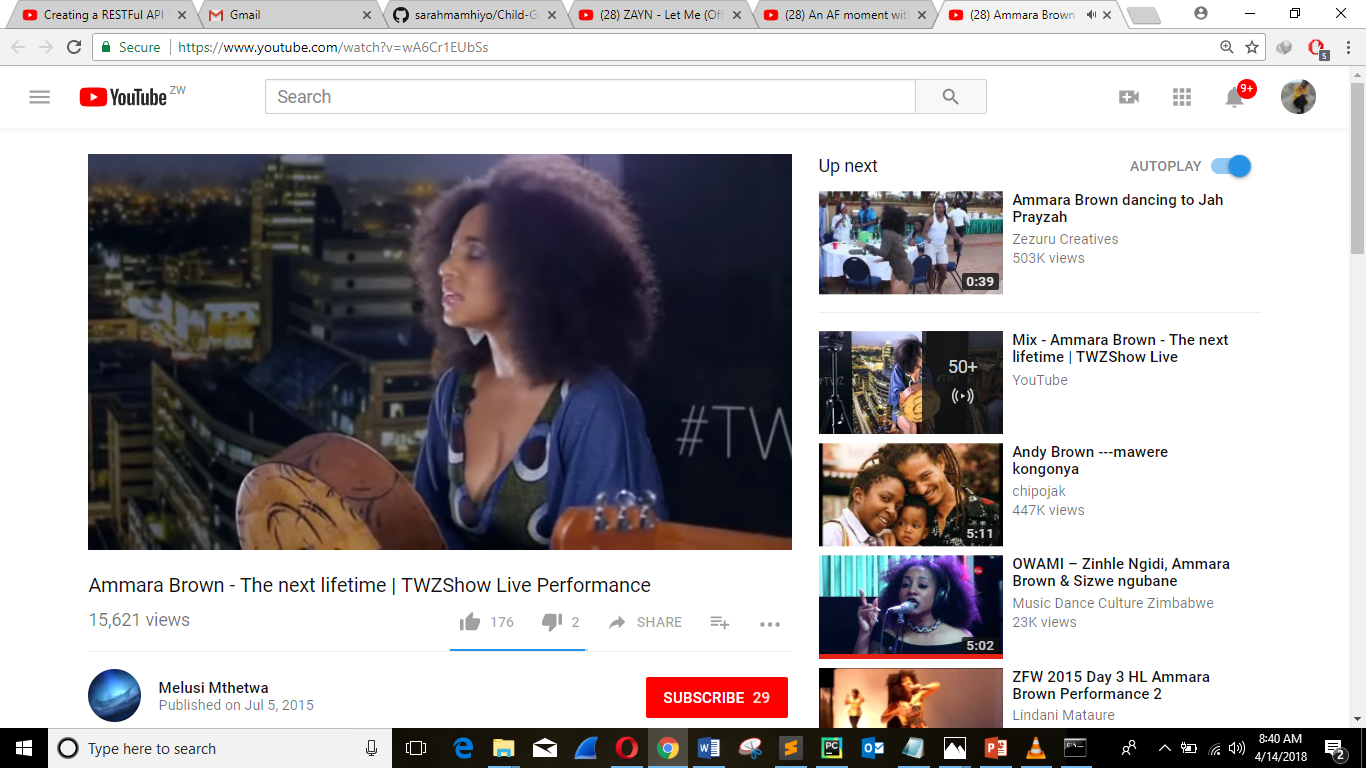 Creating a RESTFul API
Gmail
sarahmamhiyo/Child-G
(28) ZAYN - Let Me (Off
(28) An AF moment wit
(28) Ammara Brown
Secure
https://www.youtube.com/watch?v=wA6Cr1EUbSs
5
YouTube ZW
Search
9+
#TW
Ammara Brown - The next lifetime | TWZShow Live Performance
15,621 views
176
2
SHARE
Melusi Mthetwa
Published on Jul 5, 2015
SUBSCRIBE 29
Up next
AUTOPLAY
0:39
Ammara Brown dancing to Jah
Prayzah
Zezuru Creatives
503K views
#TWZ
50+
Mix - Ammara Brown - The next
lifetime | TWZShow Live
YouTube
5:11
Andy Brown ---mawere
kongonya
chipojak
447K views
5:02
OWAMI – Zinhle Ngidi, Ammara
Brown & Sizwe ngubane
Music Dance Culture Zimbabwe
23K views
ZFW 2015 Day 3 HL Ammara
Brown Performance 2
Lindani Mataure
Type here to search
8:40 AM
4/14/2018
2